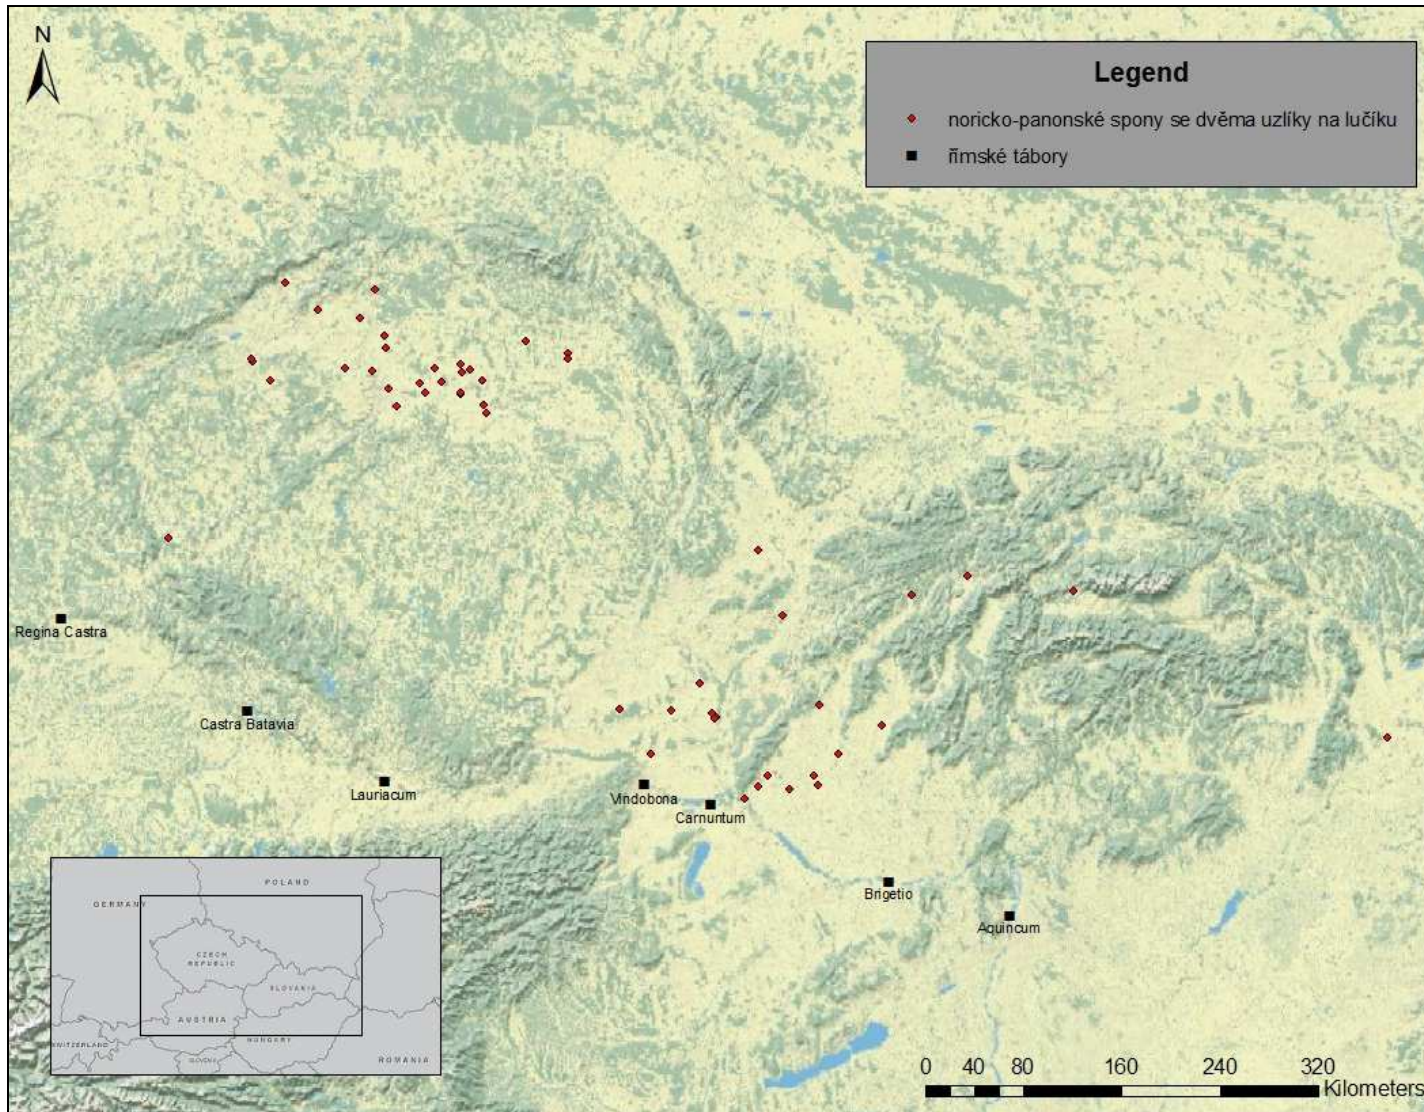 N
Legend
noricko-panonské spony se dvěma uzlíky na lučíku
římské tábory
Regina Castra
Castra Batavia
Lauriacum
Vindobona
Carnuntum
Brigetio
Aquincum
POLAND
GERMANY
CZECH
REPUBLIC
SLOVAKIA
AUSTRIA
HUNGARY
SWITZERLAND
SLOVENIA
ROMANIA
0 40 80 160 240 320
Kilometers